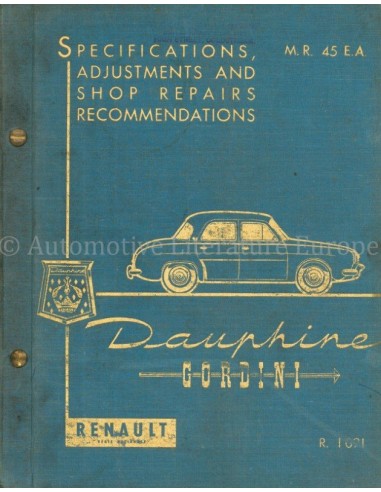 SPECIFICATIONS,
ADJUSTMENTS AND
SHOP REPAIRS
RECOMMENDATIONS
M.R. 45 E.A
© Automotive Literature Europe
Dauphine
GORDINI
RENAULT
R. 1091